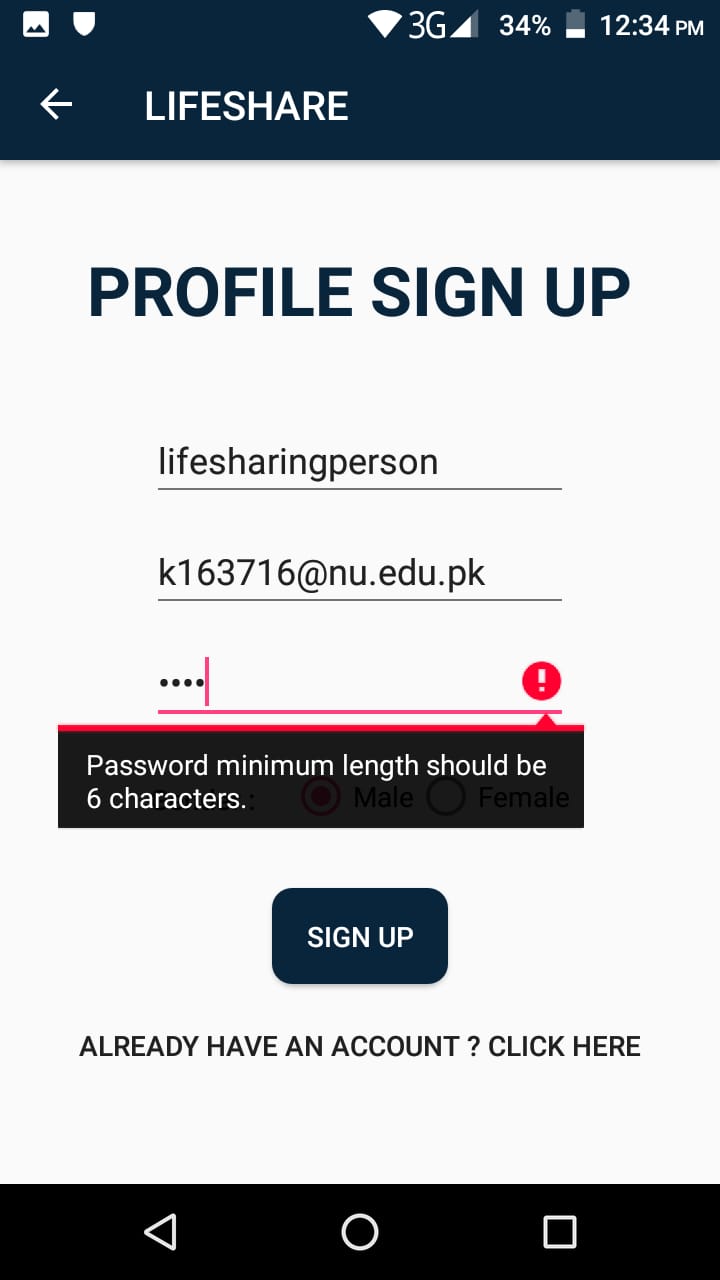 3G 34% 12:34 PM
LIFESHARE
PROFILE SIGN UP
lifesharingperson
k163716@nu.edu.pk
••••
Password minimum length should be
6 characters. : Male Female
SIGN UP
ALREADY HAVE AN ACCOUNT ? CLICK HERE